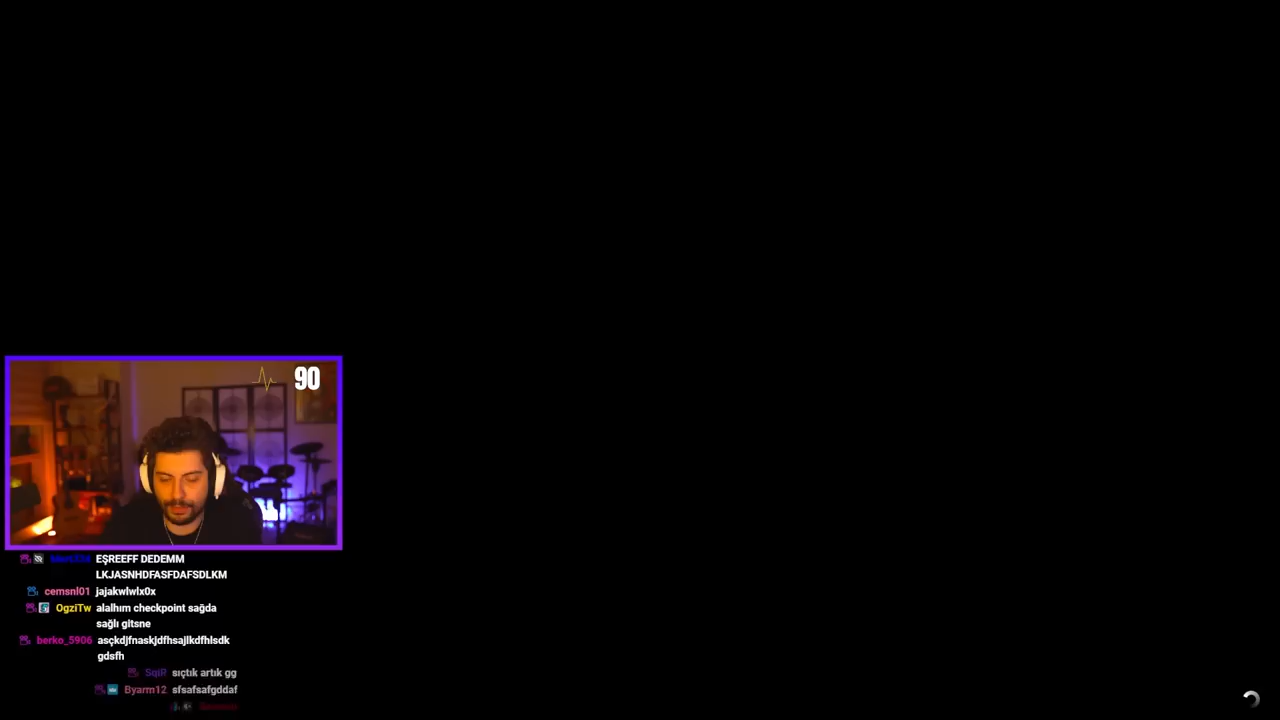 90
EŞREEFF DEDEMM
LKJASNHDFASFDAFSDLKM
cemsnl01 jajakwlwlx0x
OgziTw alalhım checkpoint sağda
sağlı gitsne
berko_5906 asçkdjfnaskjdfhsajlkdfhlsdk
gdsfh
SqiR sıçtık artık gg
Byarm12 sfsafsafgddaf